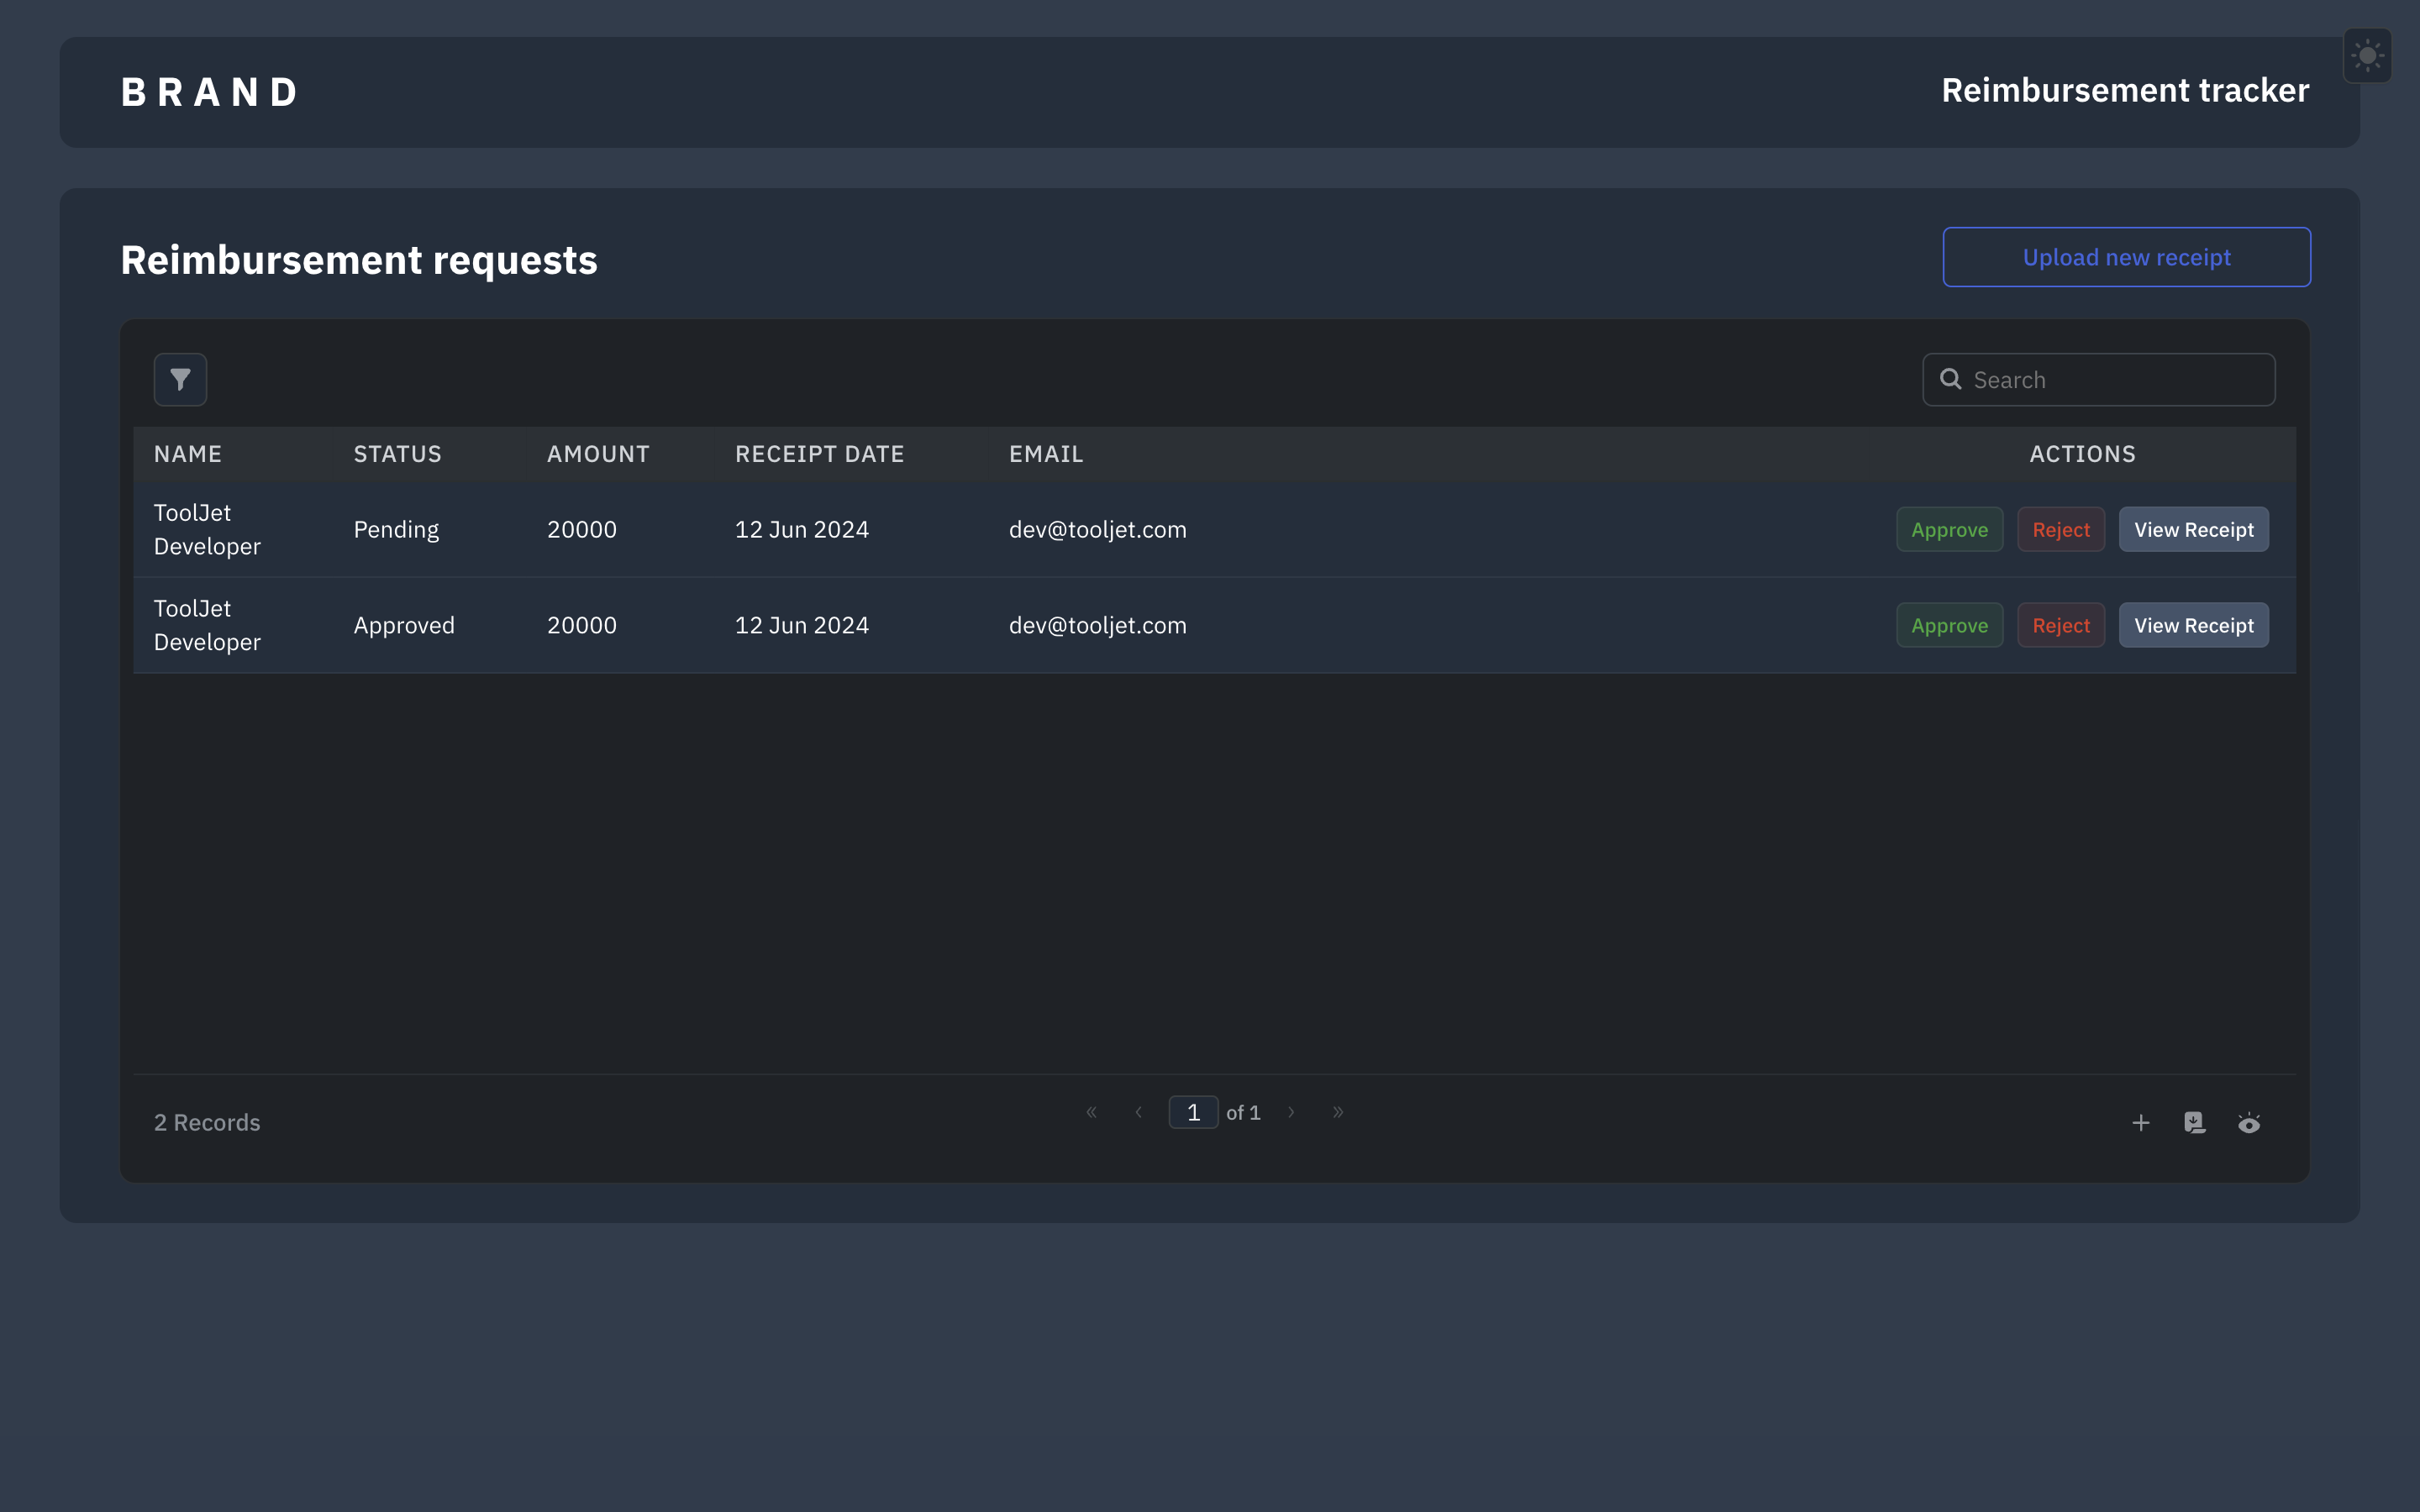 BRAND
Reimbursement tracker
Reimbursement requests
Upload new receipt
Search
NAME STATUS AMOUNT RECEIPT DATE EMAIL ACTIONS
ToolJet
Developer Pending 20000 12 Jun 2024 dev@tooljet.com Approve Reject View Receipt
ToolJet
Developer Approved 20000 12 Jun 2024 dev@tooljet.com Approve Reject View Receipt
2 Records « ‹ 1 of 1 › »